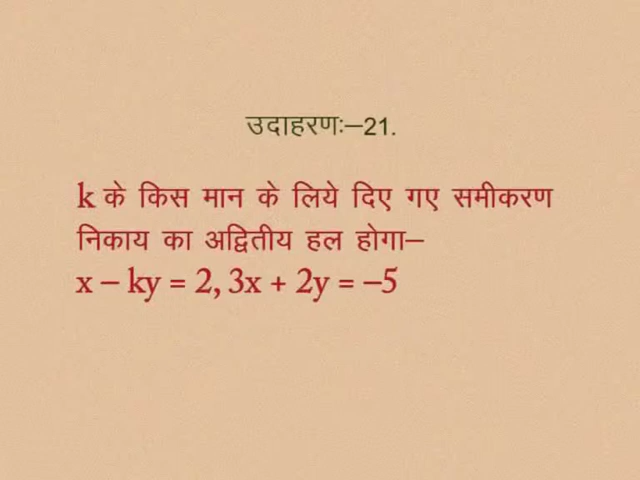 उदाहरणः–21.
k के किस मान के लिये दिए गए समीकरण
निकाय का अद्वितीय हल होगा–
x – ky = 2, 3x + 2y = –5